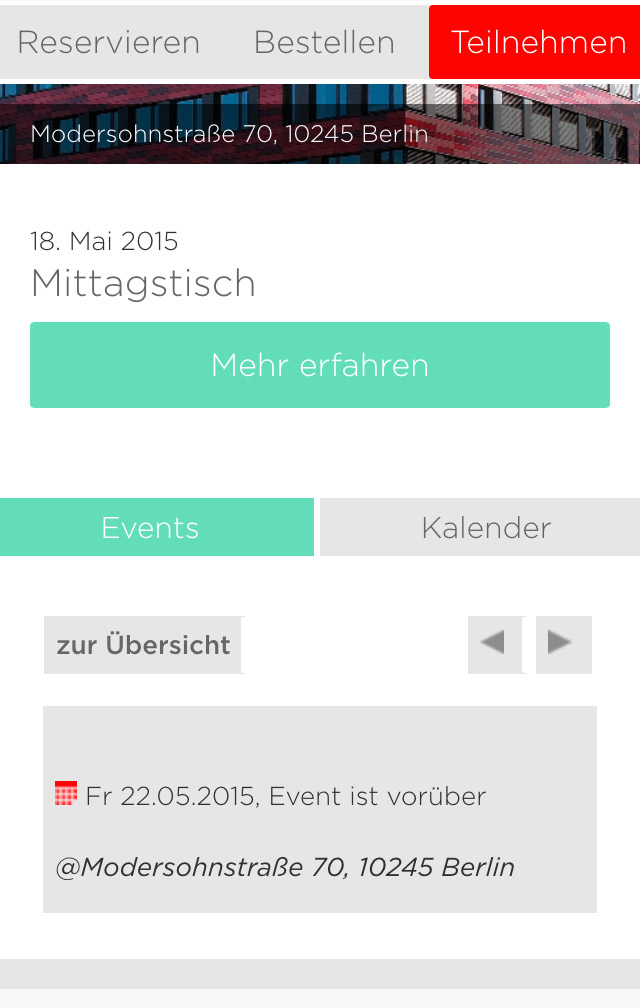 Reservieren Bestellen Teilnehmen
Modersohnstraße 70, 10245 Berlin
18. Mai 2015
Mittagstisch
Mehr erfahren
Events Kalender
zur Übersicht
Fr 22.05.2015, Event ist vorüber
@Modersohnstraße 70, 10245 Berlin